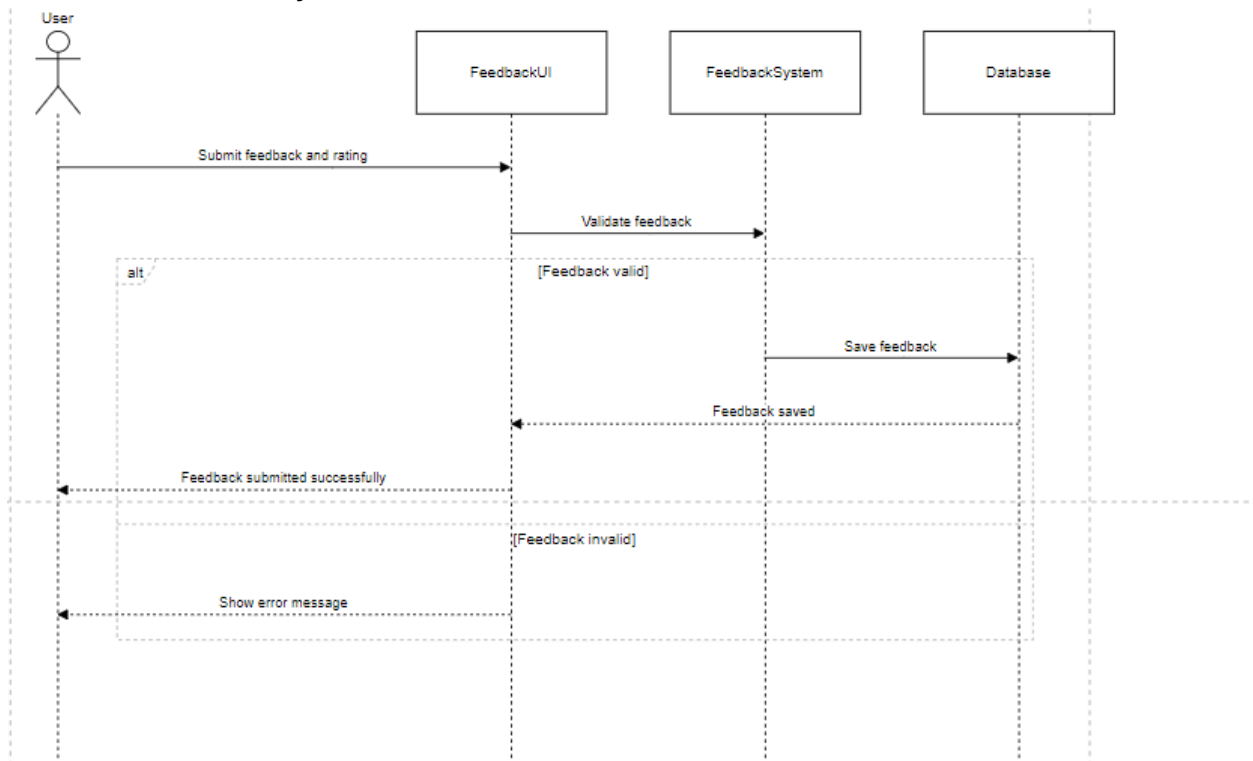 User
FeedbackUI
FeedbackSystem
Database
Submit feedback and rating
Validate feedback
alt
[Feedback valid]
Save feedback
Feedback saved
Feedback submitted successfully
[Feedback invalid]
Show error message